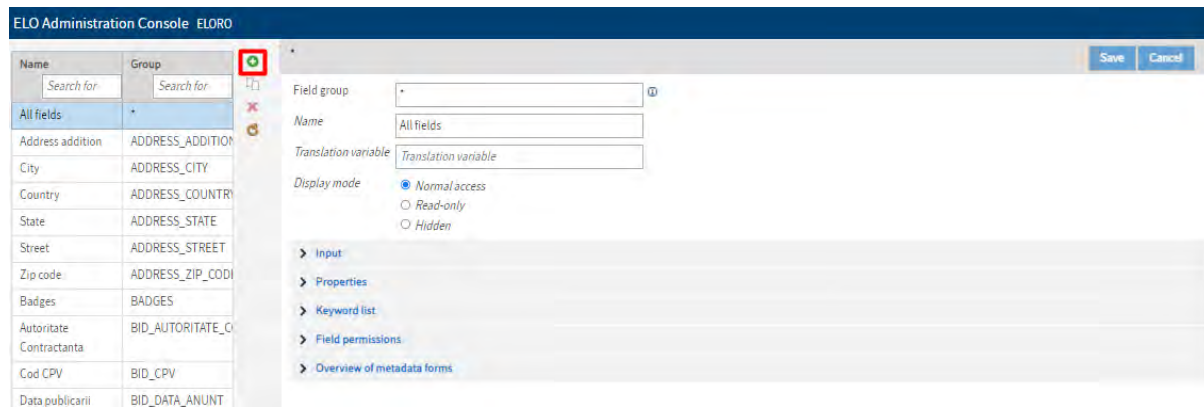 ELO Administration Console ELORO
Name Group
Search for Search for
All fields *
Address addition ADDRESS_ADDITION
City ADDRESS_CITY
Country ADDRESS_COUNTRY
State ADDRESS_STATE
Street ADDRESS_STREET
Zip code ADDRESS_ZIP_CODE
Badges BADGES
Autoritate Contractanta BID_AUTORITATE_C
Cod CPV BID_CPV
Data publicarii BID_DATA_ANUNT
*
Save Cancel
Field group *
Name All fields
Translation variable Translation variable
Display mode Normal access
Read-only
Hidden
Input
Properties
Keyword list
Field permissions
Overview of metadata forms